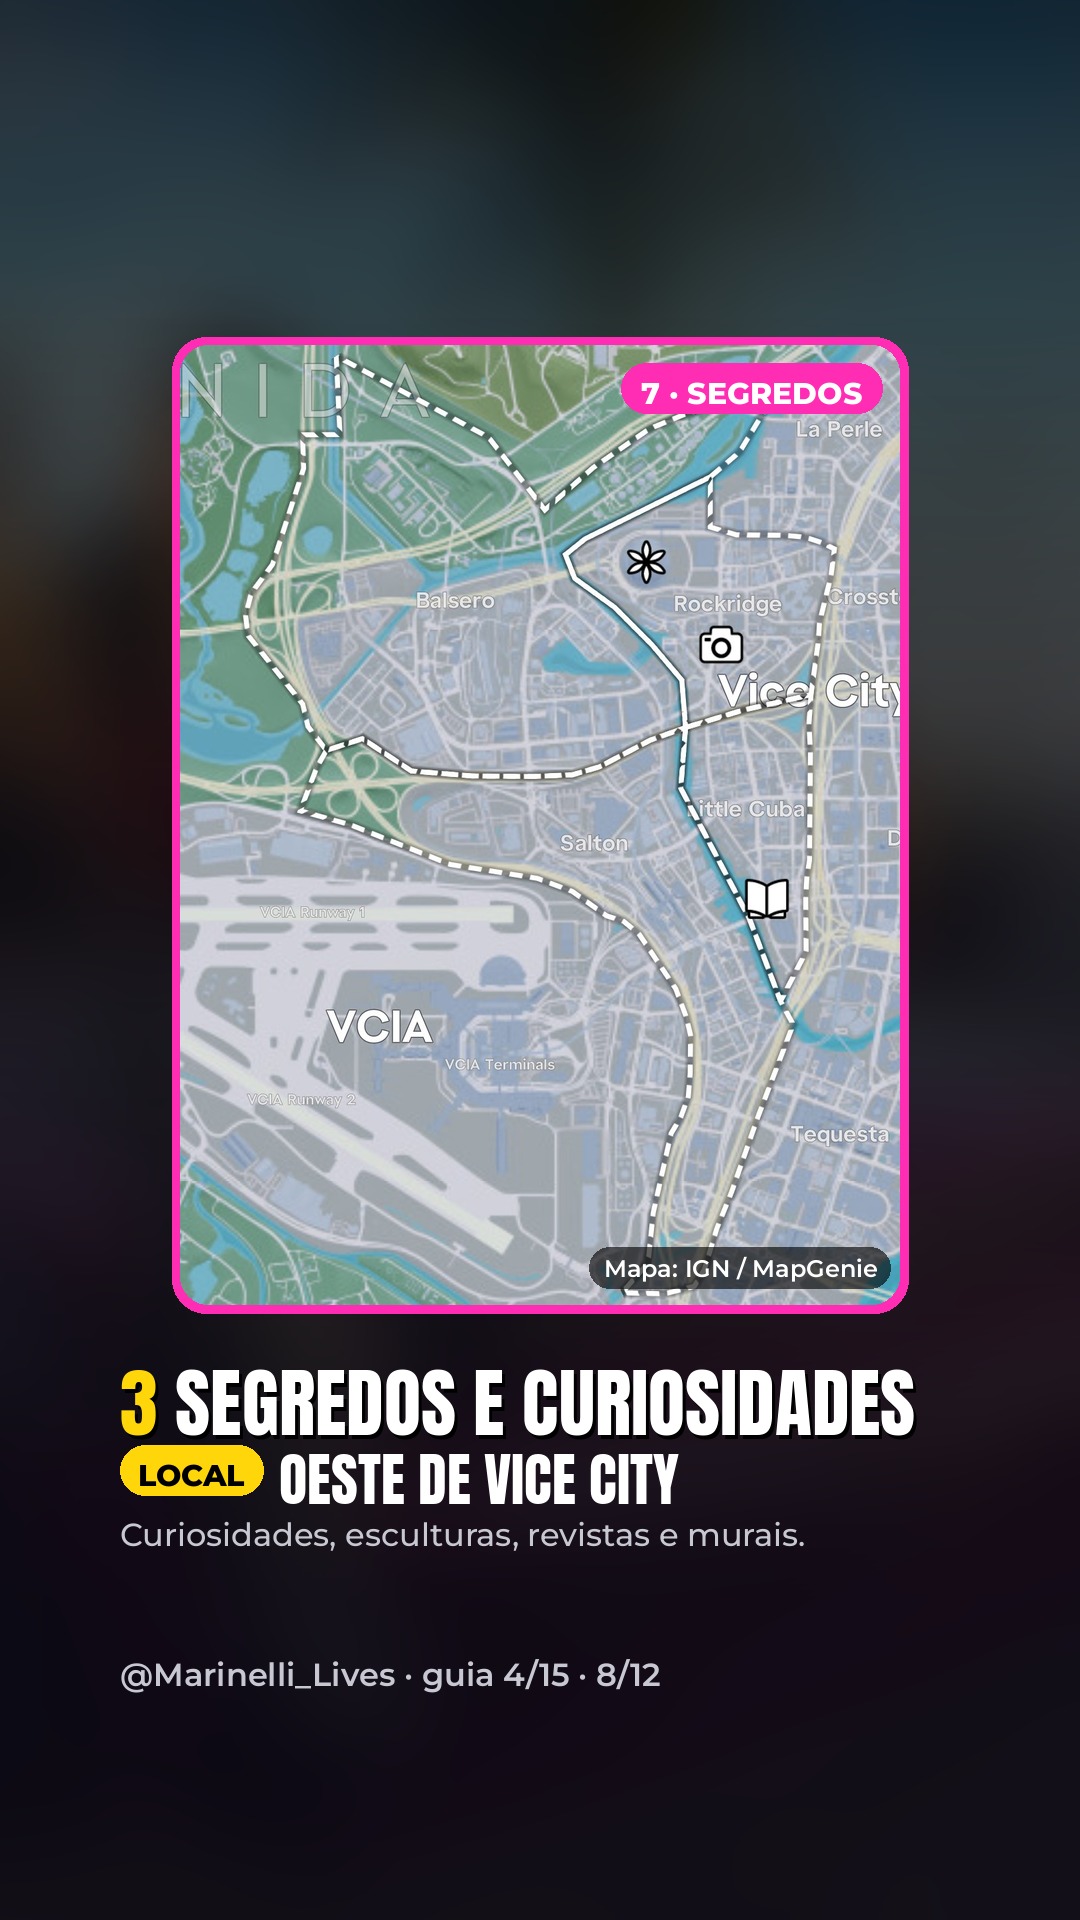 NIDA
7 · SEGREDOS
La Perle
Balsero
Rockridge
Crosst
Vice City
ittle Cuba
Salton
D
VCIA Runway 1
VCIA
VCIA Terminals
VCIA Runway 2
Tequesta
Mapa: IGN / MapGenie
3 SEGREDOS E CURIOSIDADES
LOCAL OESTE DE VICE CITY
Curiosidades, esculturas, revistas e murais.
@Marinelli_Lives · guia 4/15 · 8/12